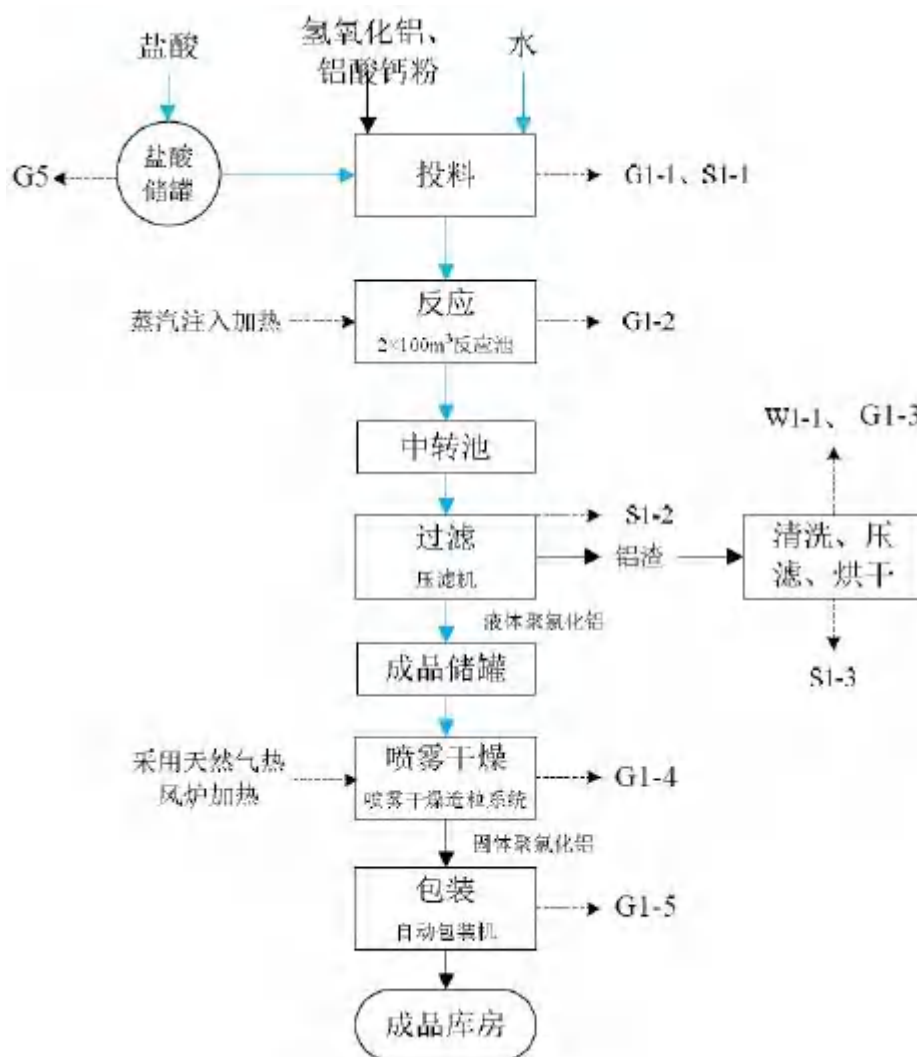 盐酸
氢氧化铝、
铝酸钙粉
水
G5
盐酸
储罐
投料
G1-1、S1-1
蒸汽注入加热
反应
2×100m³反应池
G1-2
中转池
W1-1、 G1-3
过滤
压滤机
S1-2
铝渣
清洗、压
滤、烘干
液体聚氯化铝
成品储罐
S1-3
采用天然气热
风炉加热
喷雾干燥
喷雾干燥造粒系统
G1-4
固体聚氯化铝
包装
自动包装机
G1-5
成品库房